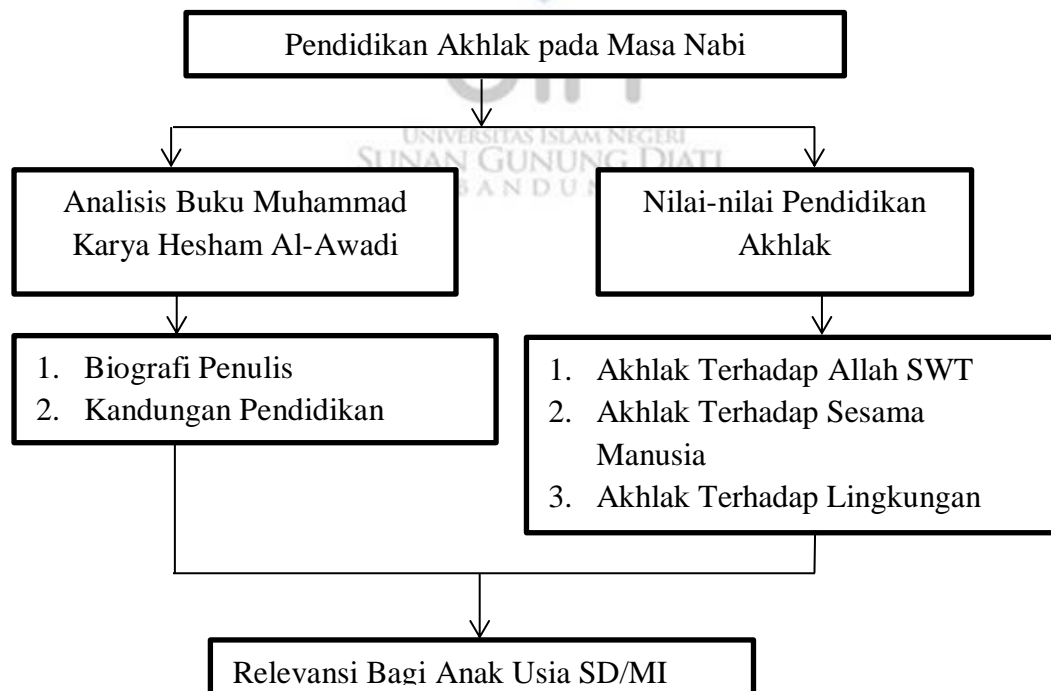 Pendidikan Akhlak pada Masa Nabi
UNIVERSITAS ISLAM NEGERI
SUNAN GUNUNG DJATI
Analisis Buku Muhammad
Karya Hesham Al-Awadi
Nilai-nilai Pendidikan
Akhlak
1. Biografi Penulis
2. Kandungan Pendidikan
1. Akhlak Terhadap Allah SWT
2. Akhlak Terhadap Sesama
Manusia
3. Akhlak Terhadap Lingkungan
Relevansi Bagi Anak Usia SD/MI